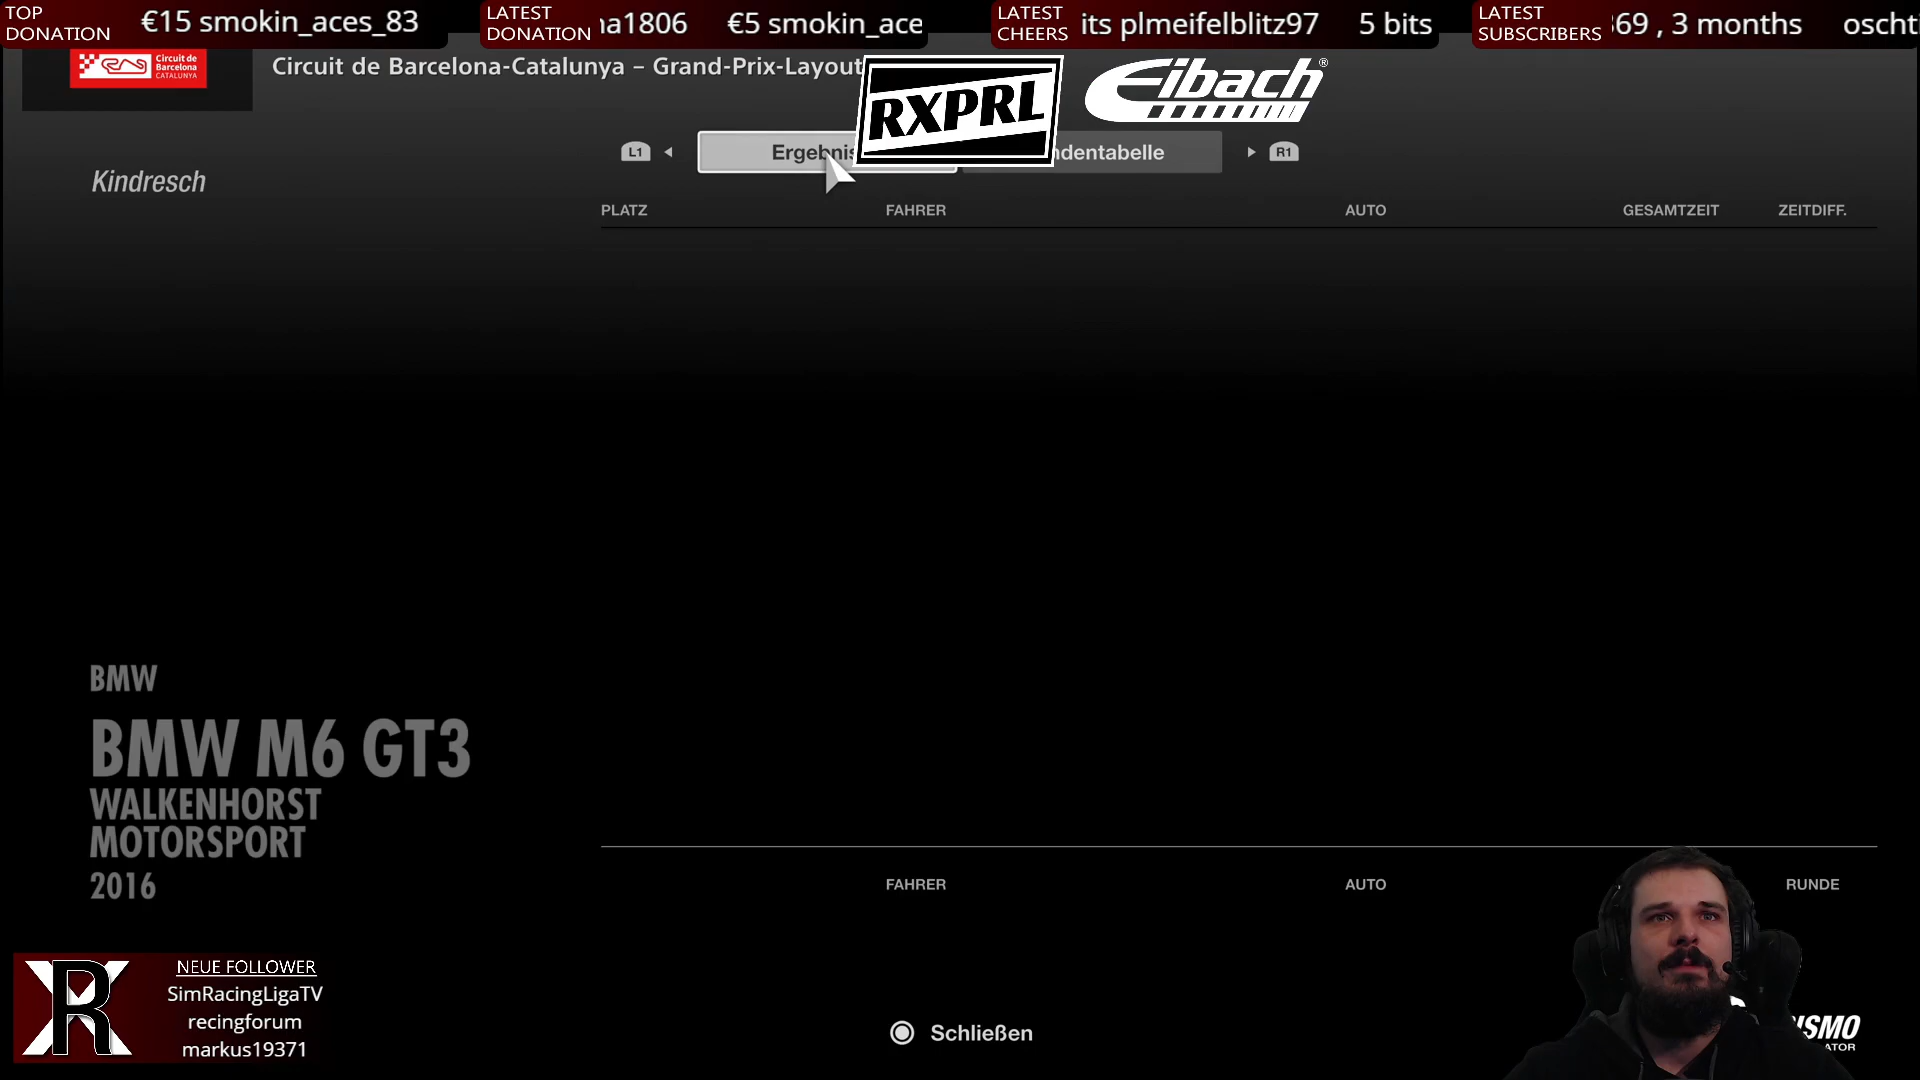 TOP
DONATION
€15 smokin_aces_83
LATEST
DONATION
na1806 €5 smokin_ace
LATEST
CHEERS
its plmeifelblitz97 5 bits
LATEST
SUBSCRIBERS
69 , 3 months oscht
Circuit de
Barcelona
CATALUNYA
Circuit de Barcelona-Catalunya – Grand-Prix-Layout
RXPRL
Eibach®
L1
Ergebnis
ndentabelle
R1
Kindresch
PLATZ FAHRER AUTO GESAMTZEIT ZEITDIFF.
BMW
BMW M6 GT3
WALKENHORST
MOTORSPORT
2016
FAHRER AUTO RUNDE
XR
NEUE FOLLOWER
SimRacingLigaTV
recingforum
markus19371
Schließen
ISMO
ATOR